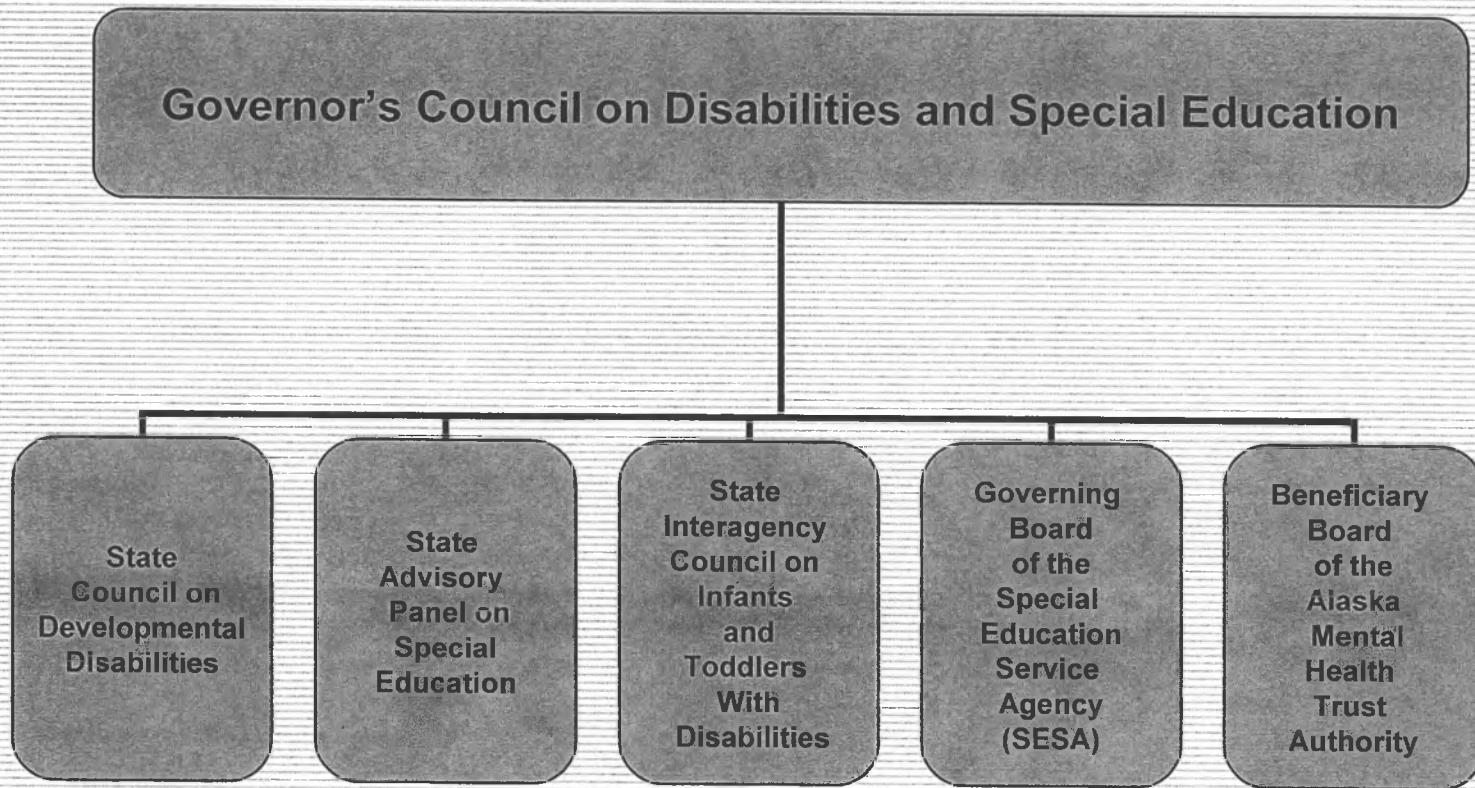 Governor's Council on Disabilities and Special Education
State
Council on
Developmental
Disabilities
State
Advisory
Panel on
Special
Education
State
Interagency
Council on
Infants
and
Toddlers
With
Disabilities
Governing
Board
of the
Special
Education
Service
Agency
(SESA)
Beneficiary
Board
of the
Alaska
Mental
Health
Trust
Authority